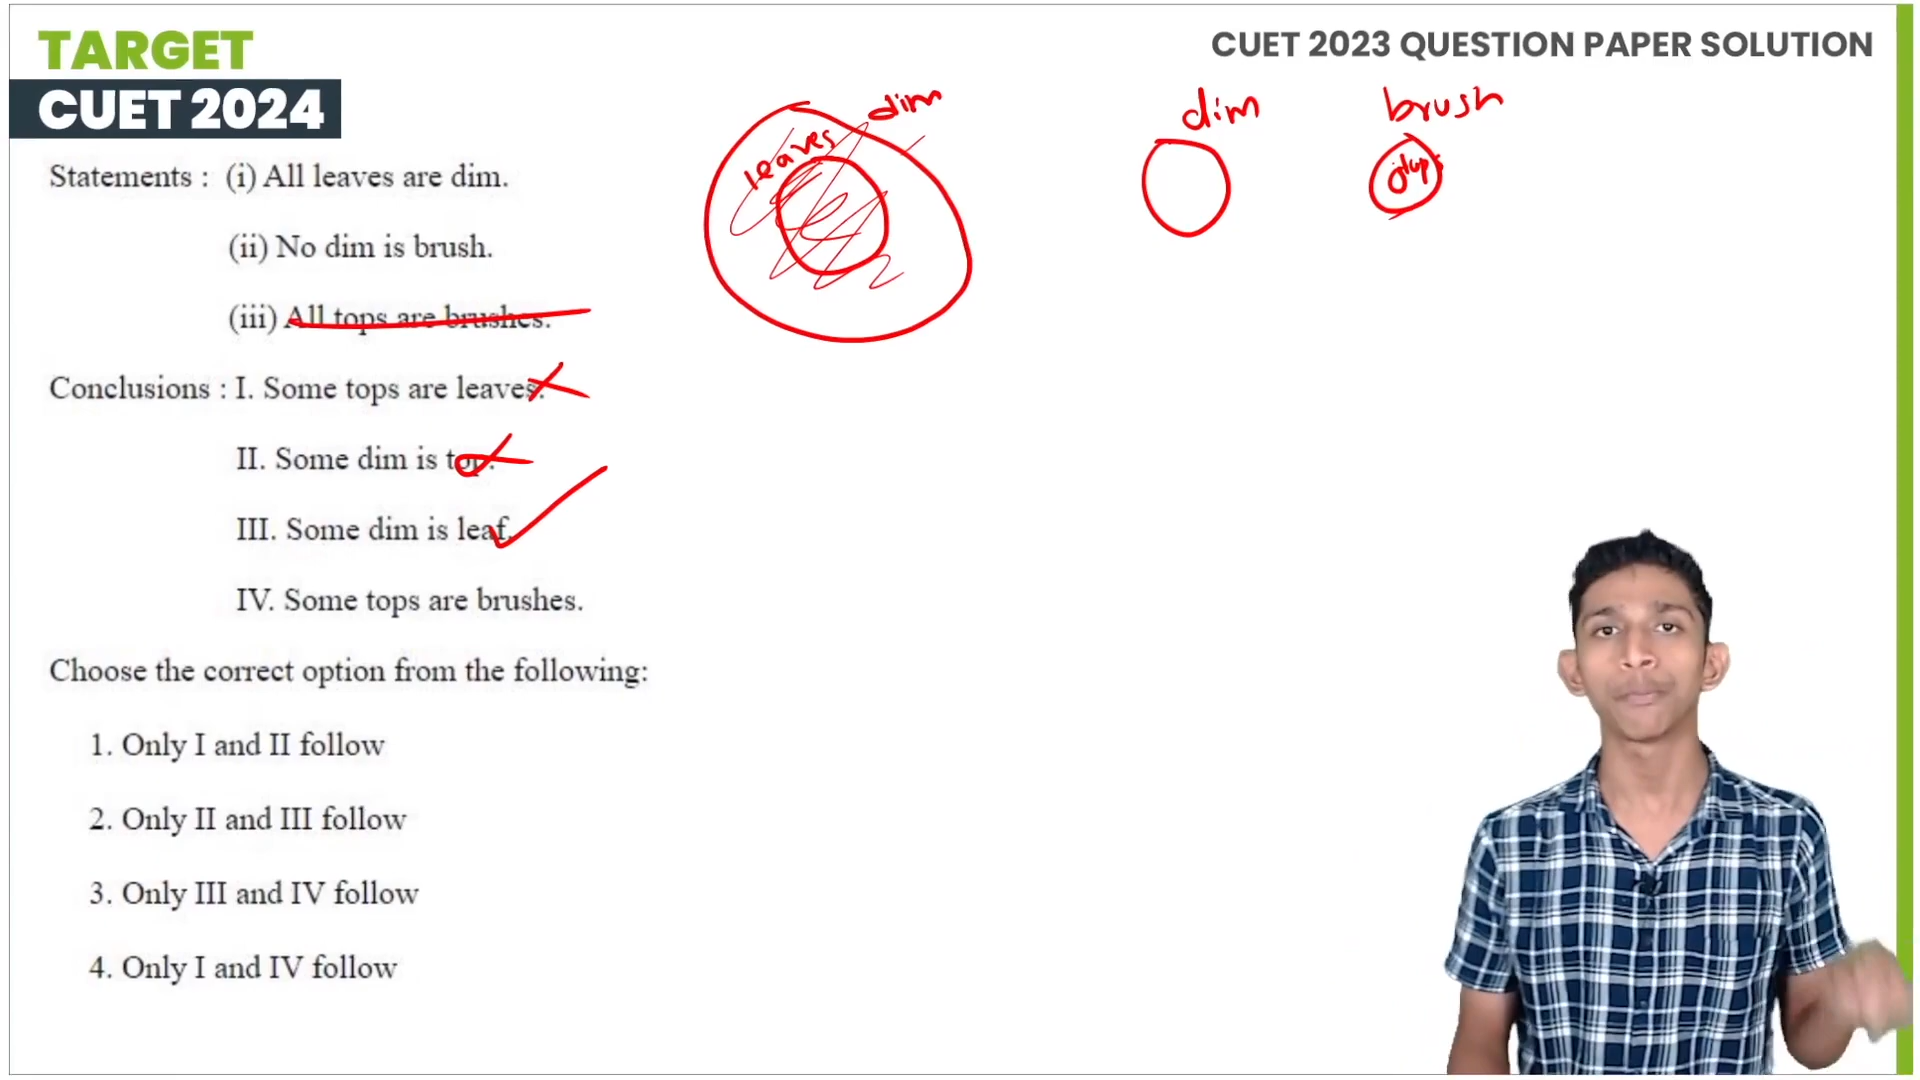 TARGET
CUET 2024
CUET 2023 QUESTION PAPER SOLUTION
leaves
dim
dim
brush
Statements : (i) All leaves are dim.
(ii) No dim is brush.
(iii) All tops are brushes.
Conclusions : I. Some tops are leaves.
II. Some dim is top.
III. Some dim is leaf.
IV. Some tops are brushes.
Choose the correct option from the following:
1. Only I and II follow
2. Only II and III follow
3. Only III and IV follow
4. Only I and IV follow